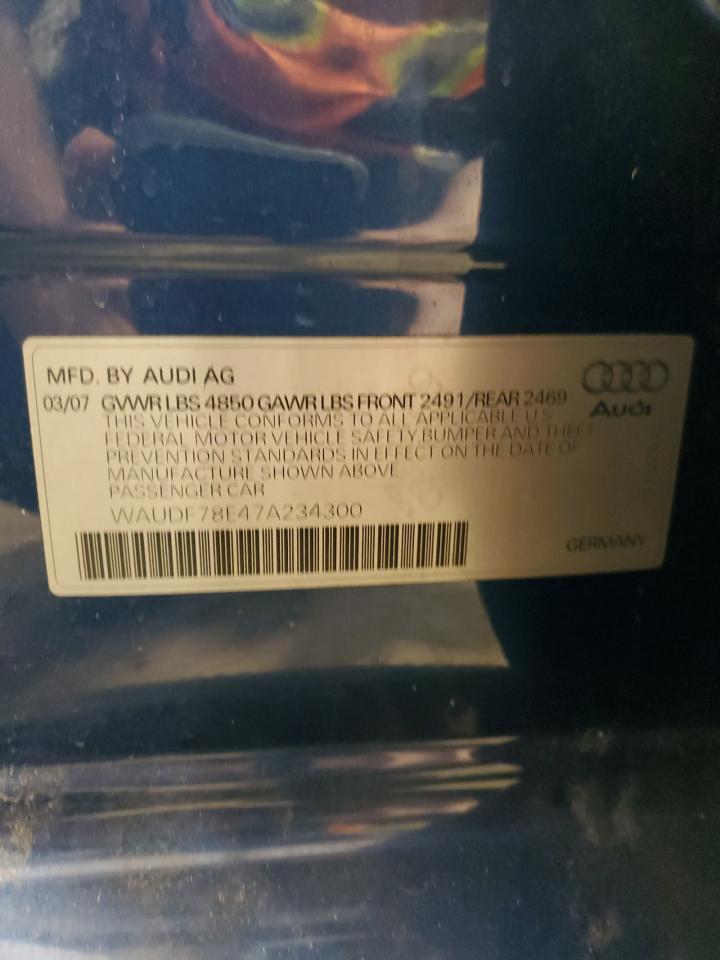 MFD. BY AUDI AG
03/07 GVWR LBS 4850 GAWR LBS FRONT 2491/REAR 2469
Audi
THIS VEHICLE CONFORMS TO ALL APPLICABLE U.S.
FEDERAL MOTOR VEHICLE SAFETY BUMPER AND THEFT
PREVENTION STANDARDS IN EFFECT ON THE DATE OF
MANUFACTURE SHOWN ABOVE
PASSENGER CAR
WAUDF78E47A234300
GERMANY